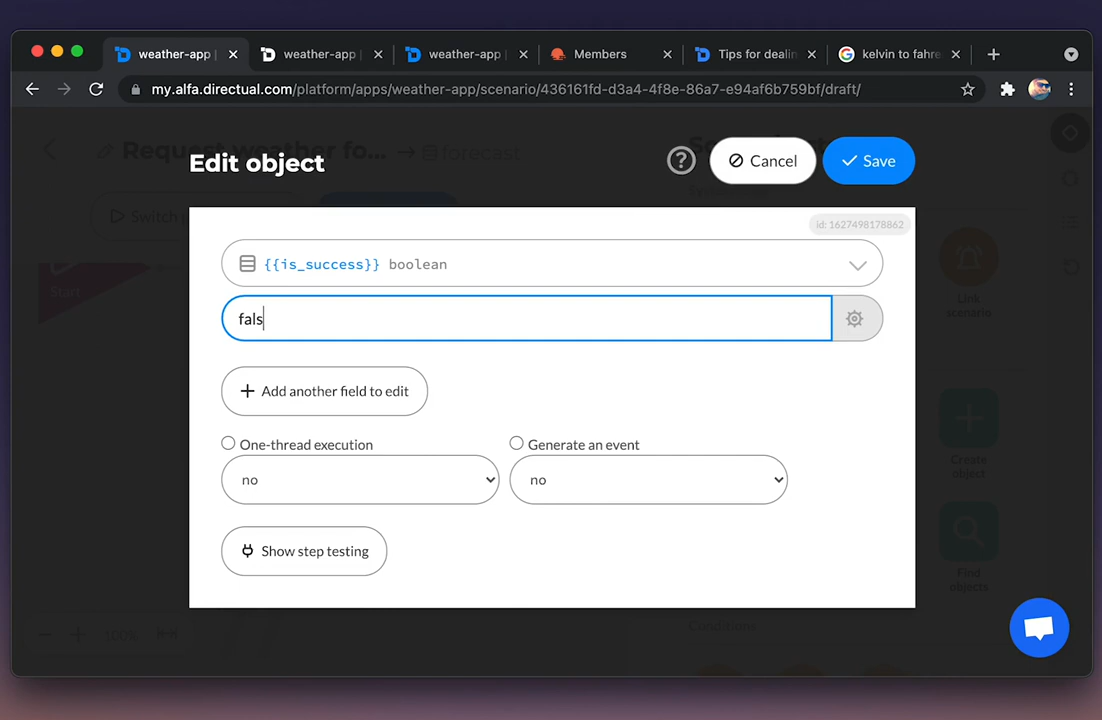 weather-app
weather-app
weather-app
Members
Tips for dealin
kelvin to fahre
my.alfa.directual.com/platform/apps/weather-app/scenario/436161fd-d3a4-4f8e-86a7-e94af6b759bf/draft/
Request weather fo... → forecast
Edit object
? Cancel Save
Switch
id: 1627498178862
{{is_success}} boolean
Start
fals
Link
scenario
+ Add another field to edit
One-thread execution
Generate an event
no
no
Create
object
Show step testing
Find
objects
100%
Conditions